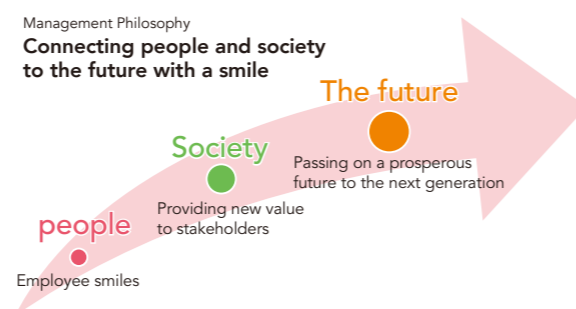 Management Philosophy
Connecting people and society
to the future with a smile
The future
Passing on a prosperous
future to the next generation
Society
Providing new value
to stakeholders
people
Employee smiles